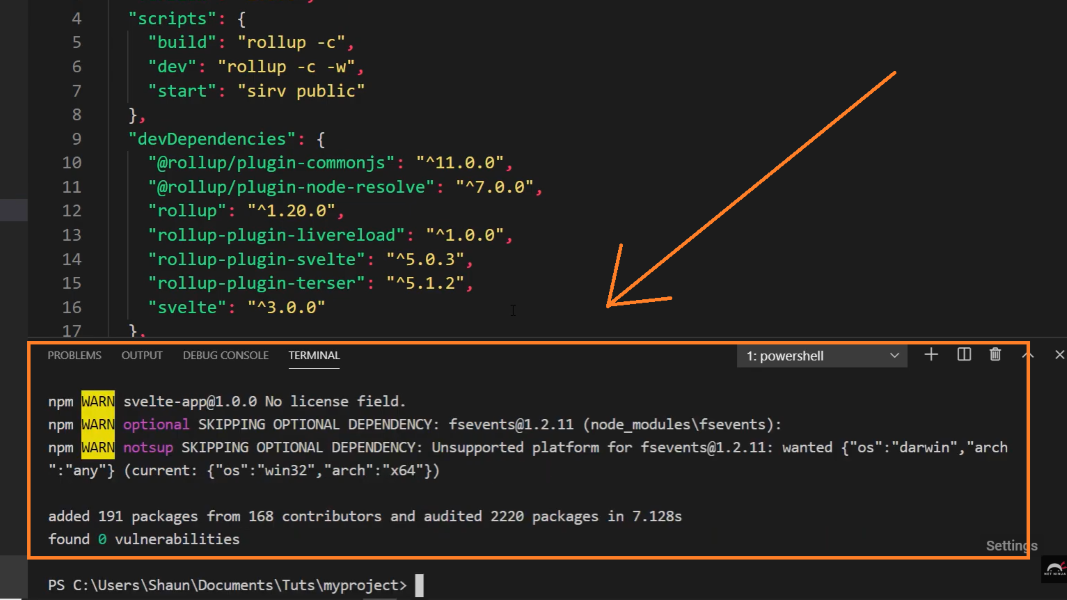 4 "scripts": {
5 "build": "rollup -c",
6 "dev": "rollup -c -w",
7 "start": "sirv public"
8 },
9 "devDependencies": {
10 "@rollup/plugin-commonjs": "^11.0.0",
11 "@rollup/plugin-node-resolve": "^7.0.0",
12 "rollup": "^1.20.0",
13 "rollup-plugin-livereload": "^1.0.0",
14 "rollup-plugin-svelte": "^5.0.3",
15 "rollup-plugin-terser": "^5.1.2",
16 "svelte": "^3.0.0"
17 },
PROBLEMS OUTPUT DEBUG CONSOLE TERMINAL 1: powershell
npm WARN svelte-app@1.0.0 No license field.
npm WARN optional SKIPPING OPTIONAL DEPENDENCY: fsevents@1.2.11 (node_modules\fsevents):
npm WARN notsup SKIPPING OPTIONAL DEPENDENCY: Unsupported platform for fsevents@1.2.11: wanted {"os":"darwin","arch
":"any"} (current: {"os":"win32","arch":"x64"})
added 191 packages from 168 contributors and audited 2220 packages in 7.128s
found 0 vulnerabilities
Settings
PS C:\Users\Shaun\Documents\Tuts\myproject>